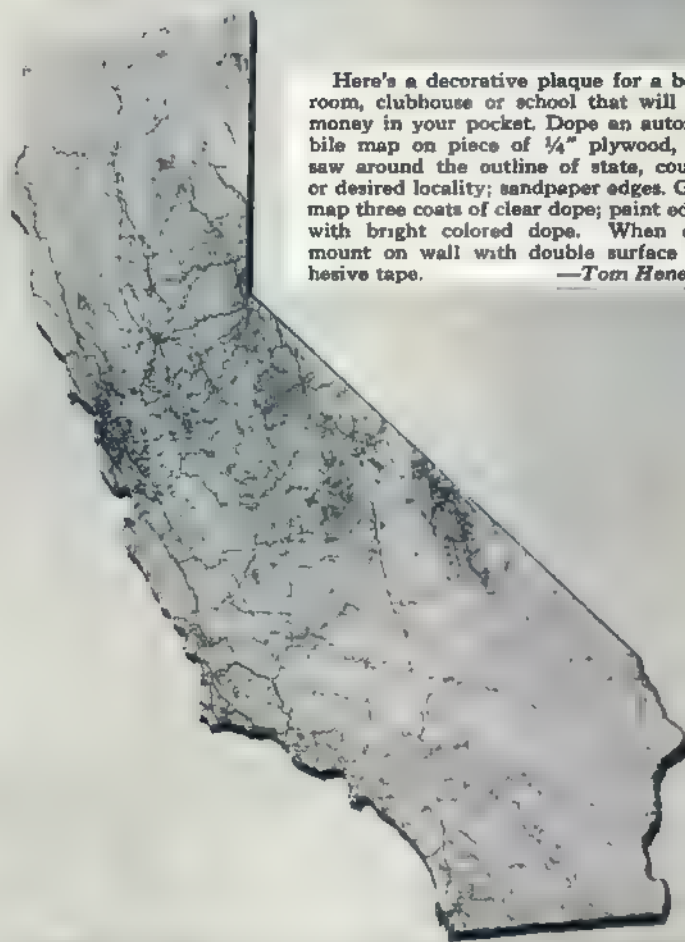 Here's a decorative plaque for a b
room, clubhouse or school that will
money in your pocket. Dope an auto
bile map on piece of ¼" plywood,
saw around the outline of state, cou
or desired locality; sandpaper edges. G
map three coats of clear dope; paint ed
with bright colored dope. When
mount on wall with double surface
hesive tape. —Tom Hene